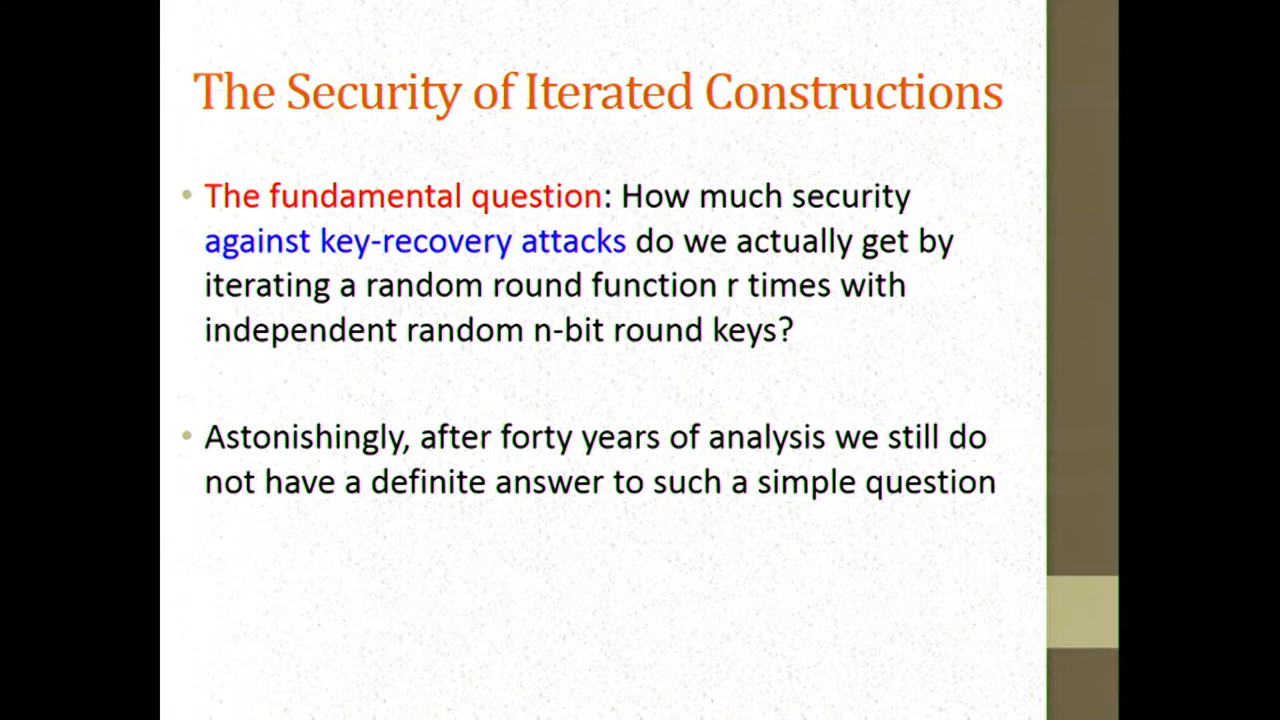 The Security of Iterated Constructions
• The fundamental question: How much security
against key-recovery attacks do we actually get by
iterating a random round function r times with
independent random n-bit round keys?
• Astonishingly, after forty years of analysis we still do
not have a definite answer to such a simple question